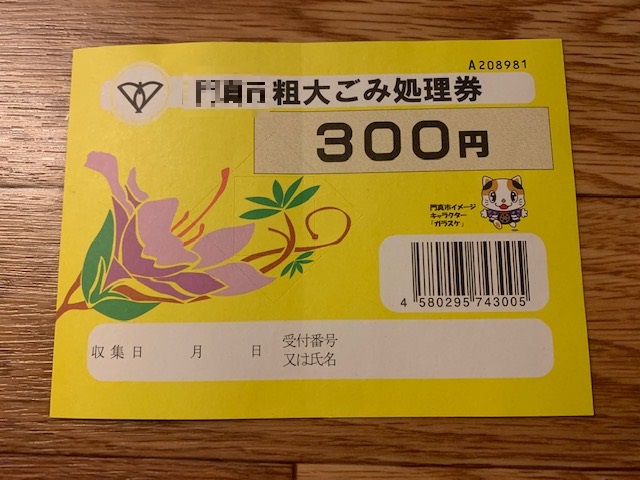 A208981
粗大ごみ処理券
300円
門真市イメージ
キャラクター
「ガラスケ」
4 580295 743005
収集日 月 日
受付番号
又は氏名